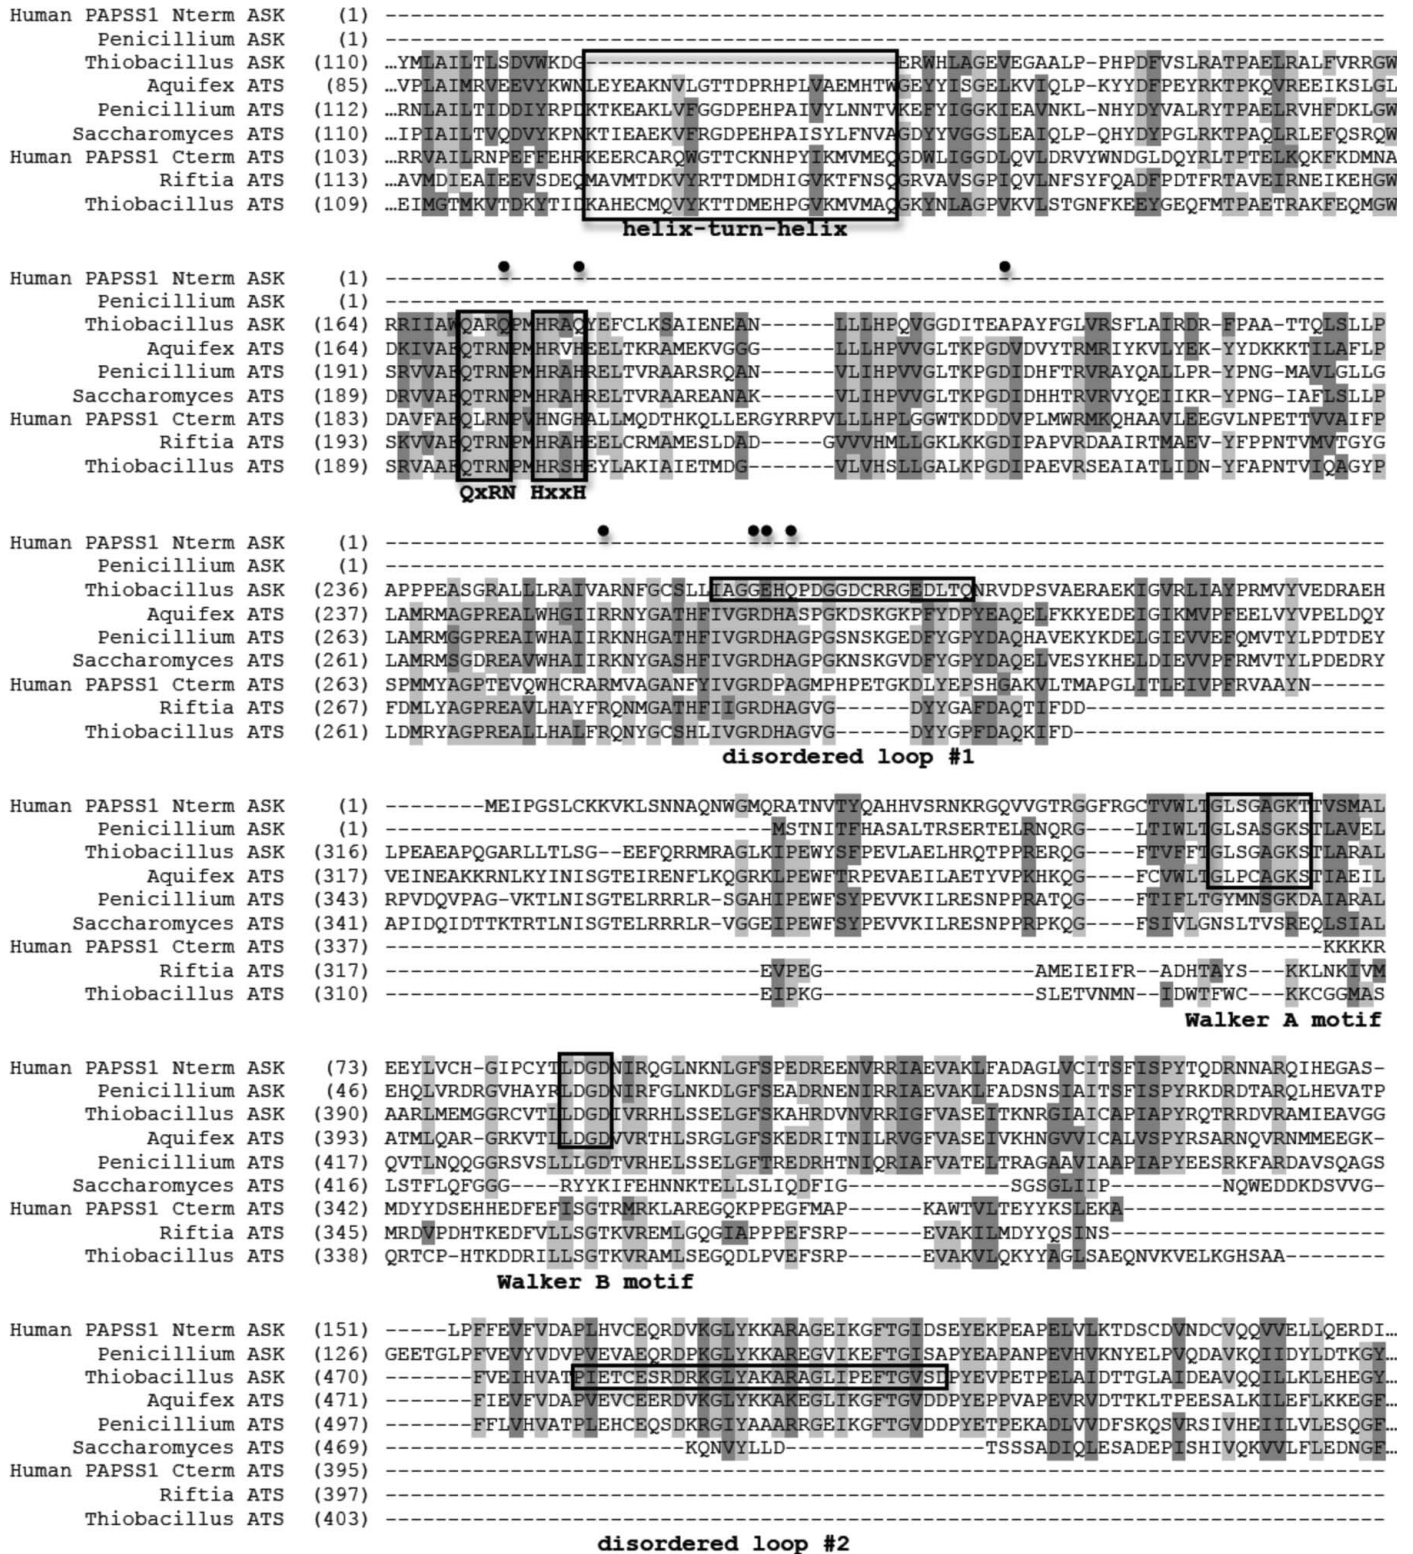 Human PAPSS1 Nterm ASK (1) --------------------------------------------------------------------------------
Penicillium ASK (1) --------------------------------------------------------------------------------
Thiobacillus ASK (110) …YMLAILTLSDVWKDG-------------------------ERWHLAGEVEGAALP-PHPDFVSLRATPAELRALFVRRGW
Aquifex ATS (85) …VPLAIMRVEEVYKWNLEYEAKNVLGTTDPRHPLVAEMHTWGEYYISGELKVIQLP-KYYDFPEYRKTPKQVREEIKSLGL
Penicillium ATS (112) …RNLAILTIDDIYRPDKTKEAKLVFGGDPEHPAIVYLNNTVKEFYIGGKIEAVNKL-NHYDYVALRYTPAELRVHFDKLGW
Saccharomyces ATS (110) …IPIAILTVQDVYKPNKTIEAEKVFRGDPEHPAISYLFNVAGDYYVGGSLEAIQLP-QHYDYPGLRKTPAQLRLEFQSRQW
Human PAPSS1 Cterm ATS (103) …RRVAILRNPEFFEHRKEERCARQWGTTCKNHPYIKMVMEQGDWLIGGDLQVLDRVYWNDGLDQYRLTPTELKQKFKDMNA
Riftia ATS (113) …AVMDIEAIEEVSDEQMAVMTDKVYRTTDMDHIGVKTFNSQGRVAVSGPIQVLNFSYFQADFPDTFRTAVEIRNEIKEHGW
Thiobacillus ATS (109) …EIMGTMKVTDKYTIDKAHECMQVYKTTDMEHPGVKMVMAQGKYNLAGPVKVLSTGNFKEEYGEQFMTPAETRAKFEQMGW
helix-turn-helix
Human PAPSS1 Nterm ASK (1) --------------------------------------------------------------------------------
Penicillium ASK (1) --------------------------------------------------------------------------------
Thiobacillus ASK (164) RRIIAWQARQPMHRAQYEFCLKSAIENEAN------LLLHPQVGGDITEAPAYFGLVRSFLAIRDR-FPAA-TTQLSLLP
Aquifex ATS (164) DKIVAFQTRNPMHRVHEELTKRAMEKVGGG------LLLHPVVGLTKPGDVDVYTRMRIYKVLYEK-YYDKKKTILAFLP
Penicillium ATS (191) SRVVAFQTRNPMHRAHRELTVRAARSRQAN------VLIHPVVGLTKPGDIDHFTRVRAYQALLPR-YPNG-MAVLGLLG
Saccharomyces ATS (189) DRVVAFQTRNPMHRAHRELTVRAAREANAK------VLIHPVVGLTKPGDIDHHTRVRVYQEIIKR-YPNG-IAFLSLLP
Human PAPSS1 Cterm ATS (183) DAVFAFQLRNPVHNGHALLMQDTHKQLLERGYRRPVLLLHPLGGWTKDDDVPLMWRMKQHAAVLEEGVLNPETTVVAIFP
Riftia ATS (193) SKVVAFQTRNPMHRAHEELCRMAMESLDAD-----GVVVHMLLGKLKKGDIPAPVRDAAIRTMAEV-YFPPNTVMVTGYG
Thiobacillus ATS (189) SRVAAFQTRNPMHRSHEYLAKIAIETMDG------VLVHSLLGALKPGDIPAEVRSEAIATLIDN-YFAPNTVIQAGYP
QxRN HxxH
Human PAPSS1 Nterm ASK (1) --------------------------------------------------------------------------------
Penicillium ASK (1) --------------------------------------------------------------------------------
Thiobacillus ASK (236) APPPEASGRALLLRAIVARNFGCSLLIAGGEHQPDGGDCRRGEDLTQNRVDPSVAERAEKIGVRLIAYPRMVYVEDRAEH
Aquifex ATS (237) LAMRMAGPREALWHGIIRKNYGATHFIVGRDHASPGKDSKGKPFYDPYEAQELFKKYEDEIGIKMVPFEELVYVPELDQY
Penicillium ATS (263) LAMRMGGPREAIWHAIIRKNHGATHFIVGRDHAGPGSNSKGEDFYGPYDAQHAVEKYKDELGIEVVEFQMVTYLPDTDEY
Saccharomyces ATS (261) LAMRMSGDREAVWHAIIRKNYGASHFIVGRDHAGPGKNSKGVDFYGPYDAQELVESYKHELDIEVVPFRMVTYLPDEDRY
Human PAPSS1 Cterm ATS (263) SPMMYAGPTEVQWHCRARMVAGANFYIVGRDPAGMPHPETGKDLYEPSHGAKVLTMAPGLITLEIVPFRVAAYN------
Riftia ATS (267) FDMLYAGPREAVLHAYFRQNMGATHFIIGRDHAGVG------DYYGAFDAQTIFDD------------------------
Thiobacillus ATS (261) LDMRYAGPREALLHALFRQNYGCSHLIVGRDHAGVG------DYYGPFDAQKIFD-------------------------
disordered loop #1
Human PAPSS1 Nterm ASK (1) --------MEIPGSLCKKVKLSNNAQNWGMQRATNVTYQAHHVSRNKRGQVVGTRGGFRGCTVWLTGLSGAGKTTVSMAL
Penicillium ASK (1) -------------------------------MSTNITFHASALTRSERTELRNQRG----LTIWLTGLSASGKSTLAVEL
Thiobacillus ASK (316) LPEAEAPQGARLLTLSG--EEFQRRMRAGLKIPEWYSFPEVLAELHRQTPPRERQG----FTVFFTGLSGAGKSTLARAL
Aquifex ATS (317) VEINEAKKRNLKYINISGTEIRENFLKQGRKLPEWFTRPEVAEILAETYVPKHKQG----FCVWLTGLPCAGKSTIAEIL
Penicillium ATS (343) RPVDQVPAG-VKTLNISGTELRRRLR-SGAHIPEWFSYPEVVKILRESNPPRATQG----FTIFLTGYMNSGKDAIARAL
Saccharomyces ATS (341) APIDQIDTTKTRTLNISGTELRRRLR-VGGEIPEWFSYPEVVKILRESNPPRPKQG----FSIVLGNSLTVSREQLSIAL
Human PAPSS1 Cterm ATS (337) ---------------------------------------------------------------------------KKKKR
Riftia ATS (317) ------------------------------EVPEG-----------------AMEIEIFR--ADHTAYS---KKLNKIVM
Thiobacillus ATS (310) ------------------------------EIPKG-----------------SLETVNMN--IDWTFWC---KKCGGMAS
Walker A motif
Human PAPSS1 Nterm ASK (73) EEYLVCH-GIPCYTLDGDNIRQGLNKNLGFSPEDREENVRRIAEVAKLFADAGLVCITSFISPYTQDRNNARQIHEGAS-
Penicillium ASK (46) EHQLVRDRGVHAYRLDGDNIRFGLNKDLGFSEADRNENIRRIAEVAKLFADSNSIAITSFISPYRKDRDTARQLHEVATP
Thiobacillus ASK (390) AARLMEMGGRCVTLLDGDIVRRHLSSELGFSKAHRDVNVRRIGFVASEITKNRGIAICAPIAPYRQTRRDVRAMIEAVGG
Aquifex ATS (393) ATMLQAR-GRKVTLLDGDVVRTHLSRGLGFSKEDRITNILRVGFVASEIVKHNGVVICALVSPYRSARNQVRNMMEEGK-
Penicillium ATS (417) QVTLNQQGGRSVSLLLGDTVRHELSSELGFTREDRHTNIQRIAFVATELTRAGAAVIAAPIAPYEESRKFARDAVSQAGS
Saccharomyces ATS (416) LSTFLQFGGG----RYYKIFEHNNKTELLSLIQDFIG-------------SGSGLIIP---------NQWEDDKDSVVG-
Human PAPSS1 Cterm ATS (342) MDYYDSEHHEDFEFISGTRMRKLAREGQKPPEGFMAP------KAWTVLTEYYKSLEKA---------------------
Riftia ATS (345) MRDVPDHTKEDFVLLSGTKVREMLGQGIAPPPEFSRP------EVAKILMDYYQSINS----------------------
Thiobacillus ATS (338) QRTCP-HTKDDRILLSGTKVRAMLSEGQDLPVEFSRP------EVAKVLQKYYAGLSAEQNVKVELKGHSAA--------
Walker B motif
Human PAPSS1 Nterm ASK (151) -----LPFFEVFVDAPLHVCEQRDVKGLYKKARAGEIKGFTGIDSEYEKPEAPELVLKTDSCDVNDCVQQVVELLQERDI…
Penicillium ASK (126) GEETGLPFVEVYVDVPVEVAEQRDPKGLYKKAREGVIKEFTGISAPYEAPANPEVHVKNYELPVQDAVKQIIDYLDTKGY…
Thiobacillus ASK (470) -------FVEIHVATPIETCESRDRKGLYAKARAGLIPEFTGVSDPYEVPETPELAIDTTGLAIDEAVQQILLKLEHEGY…
Aquifex ATS (471) -------FIEVFVDAPVEVCEERDVKGLYKKAKEGLIKGFTGVDDPYEPPVAPEVRVDTTKLTPEESALKILEFLKKEGF…
Penicillium ATS (497) -------FFLVHVATPLEHCEQSDKRGIYAAARRGEIKGFTGVDDPYETPEKADLVVDFSKQSVRSIVHEIILVLESQGF…
Saccharomyces ATS (469) ------------------------KQNVYLLD----------------TSSSADIQLESADEPISHIVQKVVLFLEDNGF…
Human PAPSS1 Cterm ATS (395) --------------------------------------------------------------------------------
Riftia ATS (397) --------------------------------------------------------------------------------
Thiobacillus ATS (403) --------------------------------------------------------------------------------
disordered loop #2